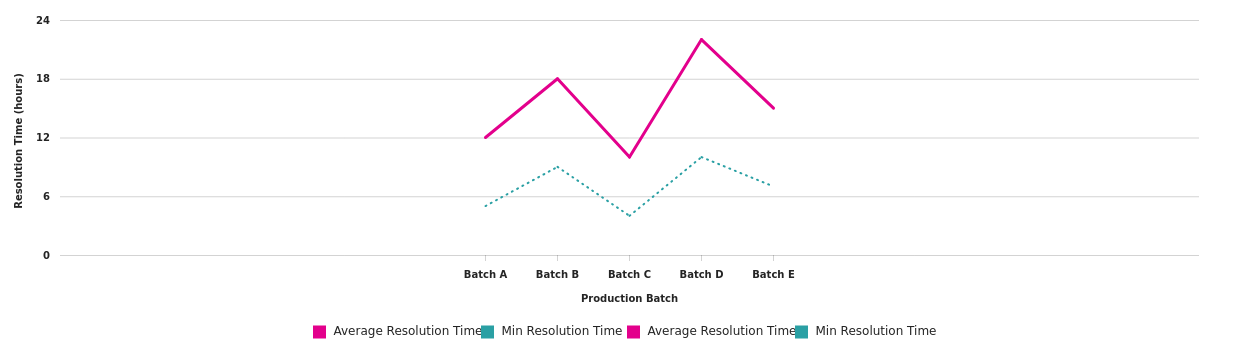 24
18
12
6
0
Resolution Time (hours)
Batch A Batch B Batch C Batch D Batch E
Production Batch
Average Resolution Time Min Resolution Time Average Resolution Time Min Resolution Time